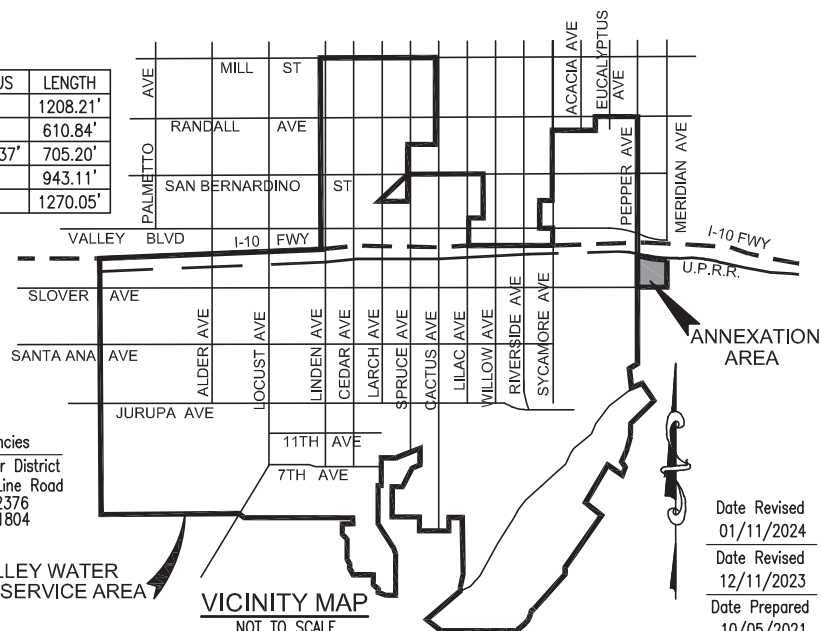 US LENGTH
1208.21'
610.84'
37' 705.20'
943.11'
1270.05'
PALMETTO AVE
MILL ST
RANDALL AVE
SAN BERNARDINO ST
ACACIA AVE
EUCALYPTUS AVE
PEPPER AVE
MERIDIAN AVE
VALLEY BLVD
I-10 FWY
I-10 FWY
U.P.R.R.
SLOVER AVE
SANTA ANA AVE
ALDER AVE
LOCUST AVE
LINDEN AVE
CEDAR AVE
LARCH AVE
SPRUCE AVE
CACTUS AVE
LILAC AVE
WILLOW AVE
RIVERSIDE AVE
SYCAMORE AVE
ANNEXATION
AREA
JURUPA AVE
11TH AVE
7TH AVE
ncies
r District
Line Road
2376
1804
LLEY WATER
SERVICE AREA
VICINITY MAP
NOT TO SCALE
Date Revised
01/11/2024
Date Revised
12/11/2023
Date Prepared
10/05/2021